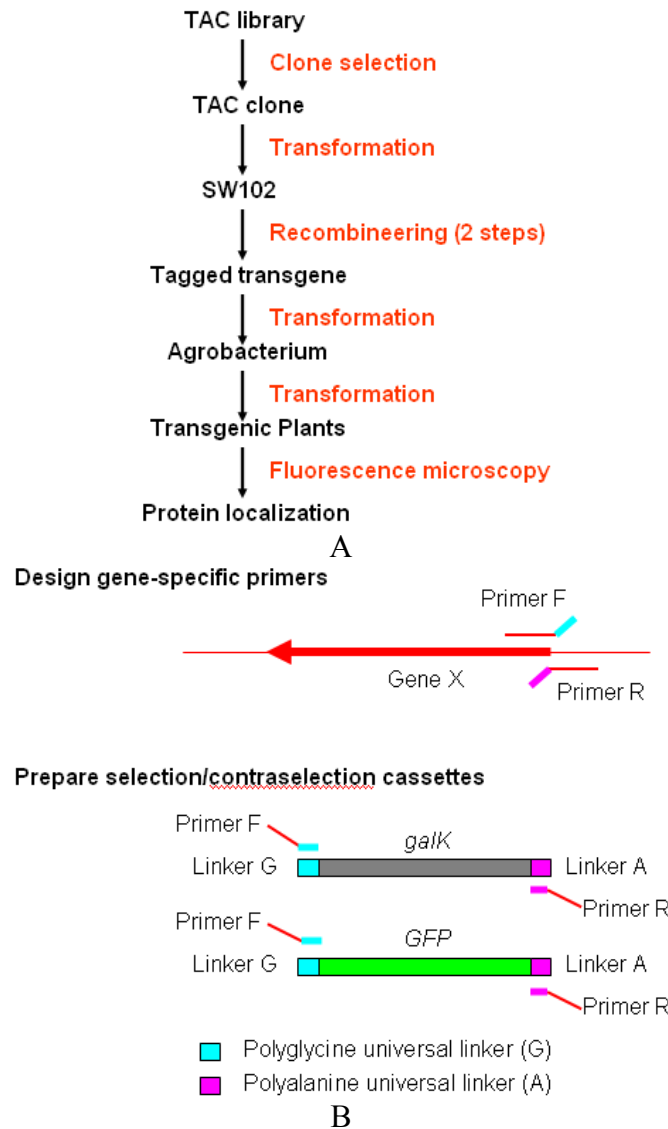 TAC library
Clone selection
TAC clone
Transformation
SW102
Recombineering (2 steps)
Tagged transgene
Transformation
Agrobacterium
Transformation
Transgenic Plants
Fluorescence microscopy
Protein localization
A
Design gene-specific primers
Primer F
Gene X
Primer R
Prepare selection/contraselection cassettes
Primer F
galK
Linker G
Linker A
Primer R
Primer F
GFP
Linker G
Linker A
Primer R
Polyglycine universal linker (G)
Polyalanine universal linker (A)
B